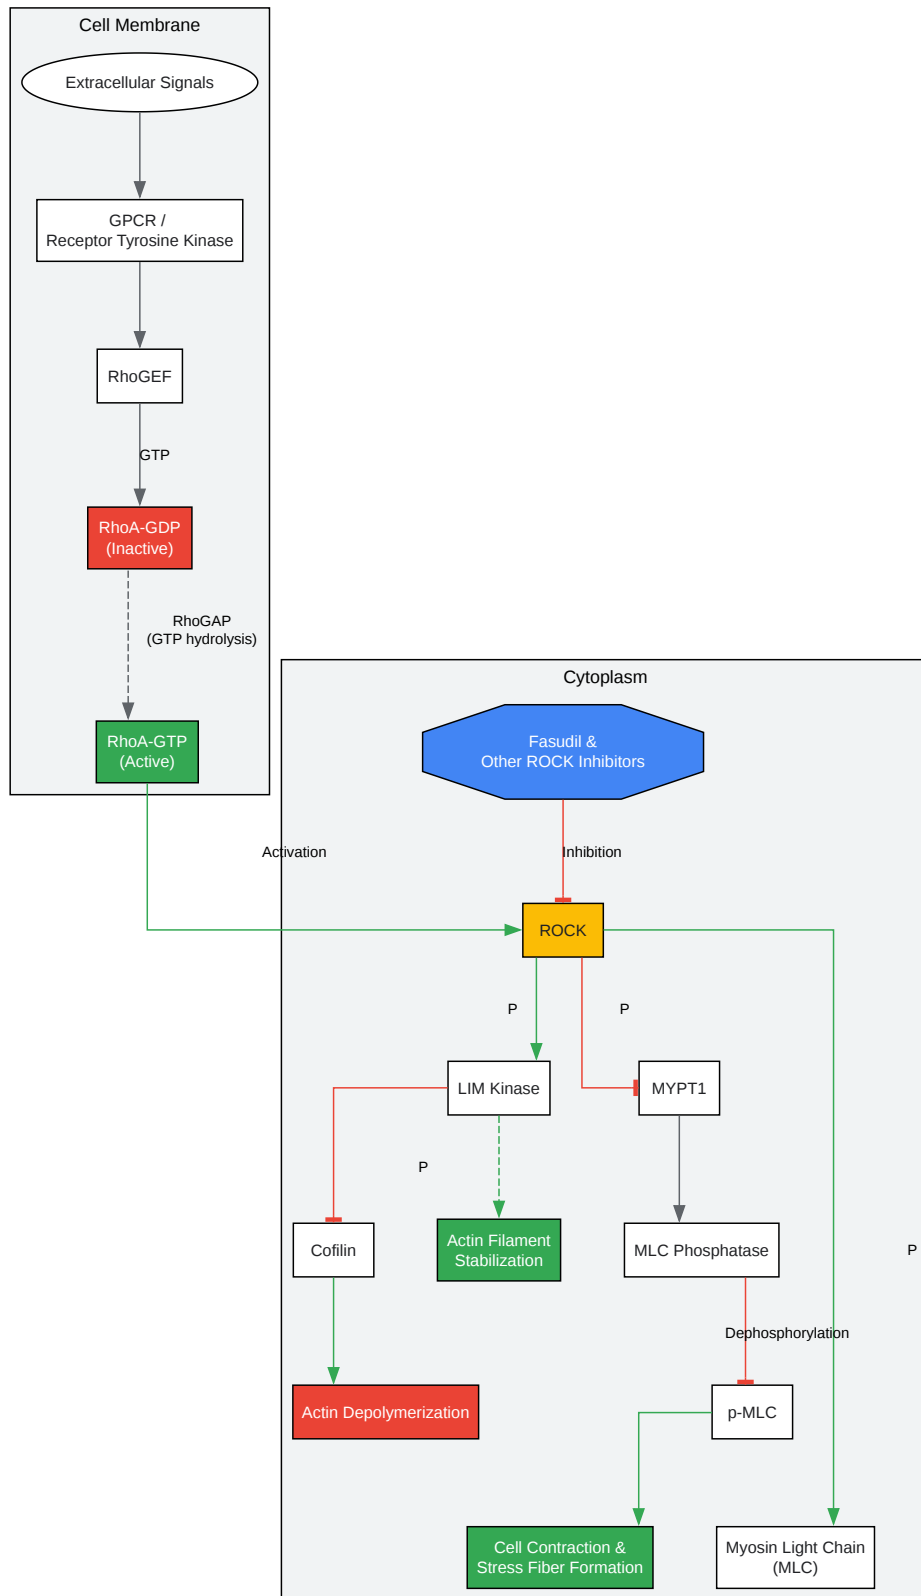 Cell Membrane
Extracellular Signals
GPCR /
Receptor Tyrosine Kinase
RhoGEF
GTP
RhoA-GDP
(Inactive)
RhoGAP
(GTP hydrolysis)
RhoA-GTP
(Active)
Cytoplasm
Fasudil &
Other ROCK Inhibitors
Activation
Inhibition
ROCK
P
P
LIM Kinase
MYPT1
P
Cofilin
Actin Filament
Stabilization
MLC Phosphatase
P
Dephosphorylation
Actin Depolymerization
p-MLC
Cell Contraction &
Stress Fiber Formation
Myosin Light Chain
(MLC)